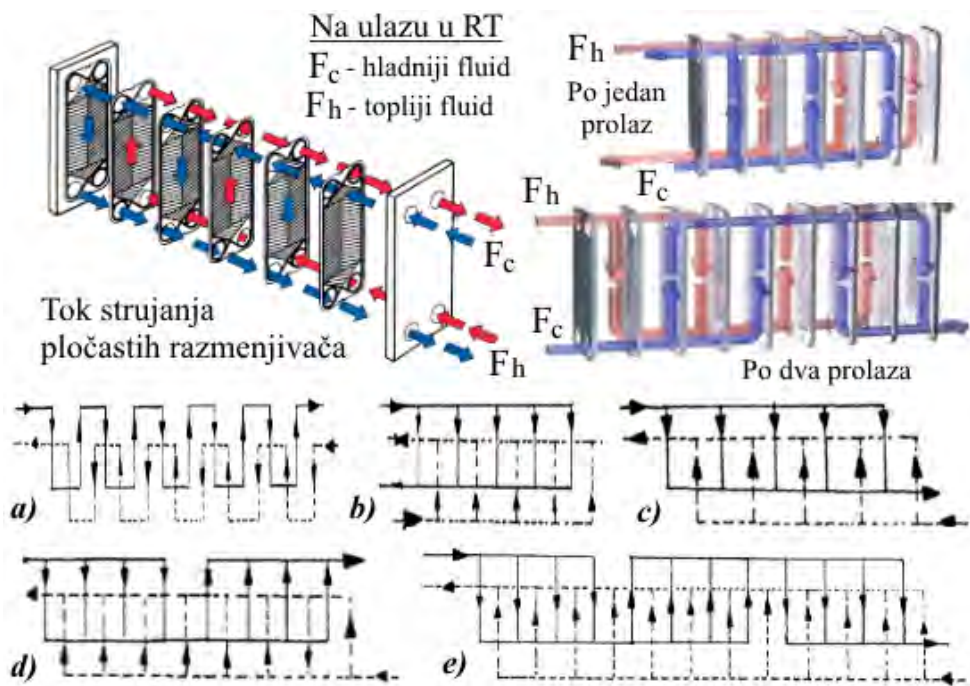 Na ulazu u RT
Fc - hladniji fluid
Fh - topliji fluid
Fc
Fh
Tok strujanja
pločastih razmenjivača
Fh
Po jedan
prolaz
Fc
Fh
Fc
Po dva prolaza
a)
b)
c)
d)
e)